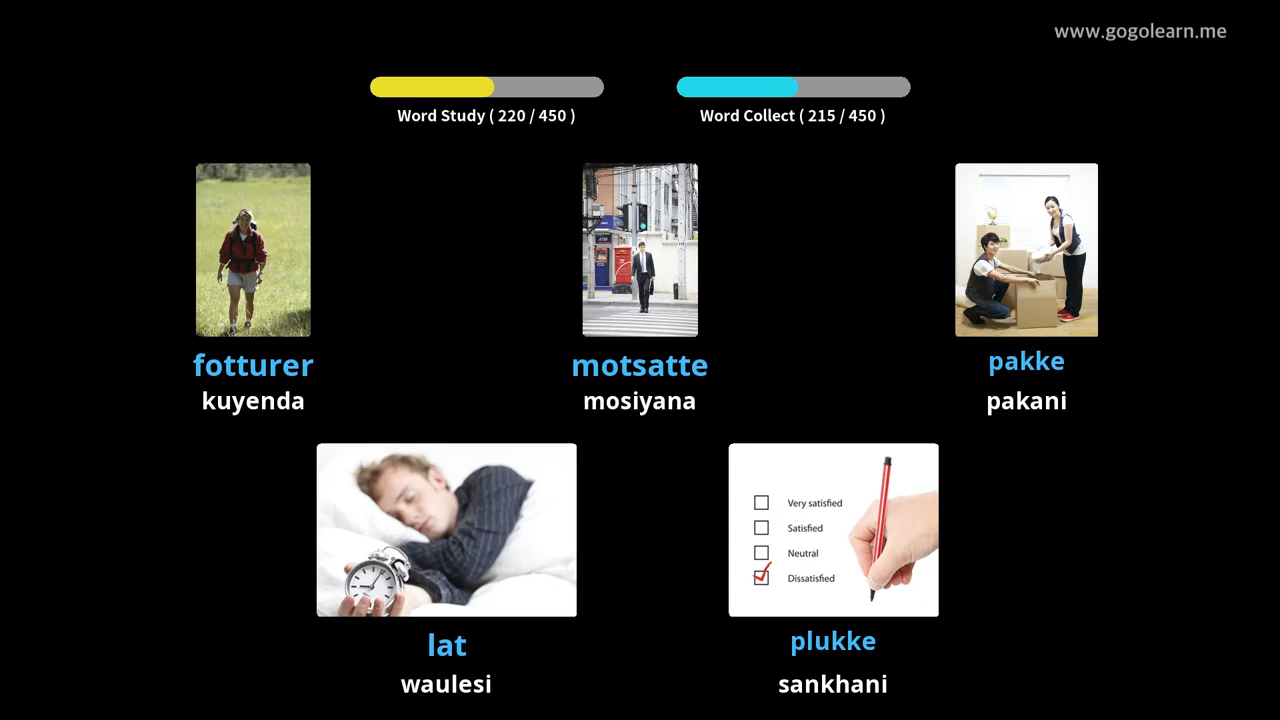 www.gogolearn.me
Word Study ( 220 / 450 )
Word Collect ( 215 / 450 )
fotturer
kuyenda
motsatte
mosiyana
pakke
pakani
Very satisfied
Satisfied
Neutral
Dissatisfied
lat
waulesi
plukke
sankhani